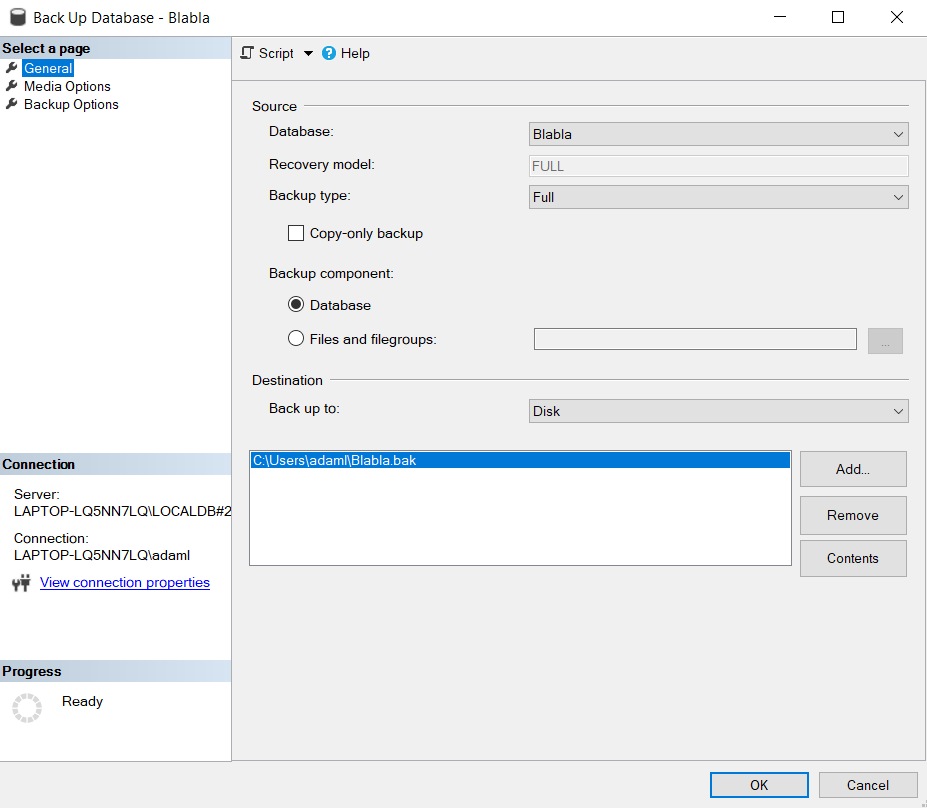 Back Up Database - Blabla
Select a page
General
Media Options
Backup Options
Script
Help
Source
Database:
Blabla
Recovery model:
FULL
Backup type:
Full
Copy-only backup
Backup component:
Database
Files and filegroups:
...
Destination
Back up to:
Disk
C:\Users\adaml\Blabla.bak
Add...
Remove
Contents
Connection
Server:
LAPTOP-LQ5NN7LQ\LOCALDB#2
Connection:
LAPTOP-LQ5NN7LQ\adaml
View connection properties
Progress
Ready
OK
Cancel